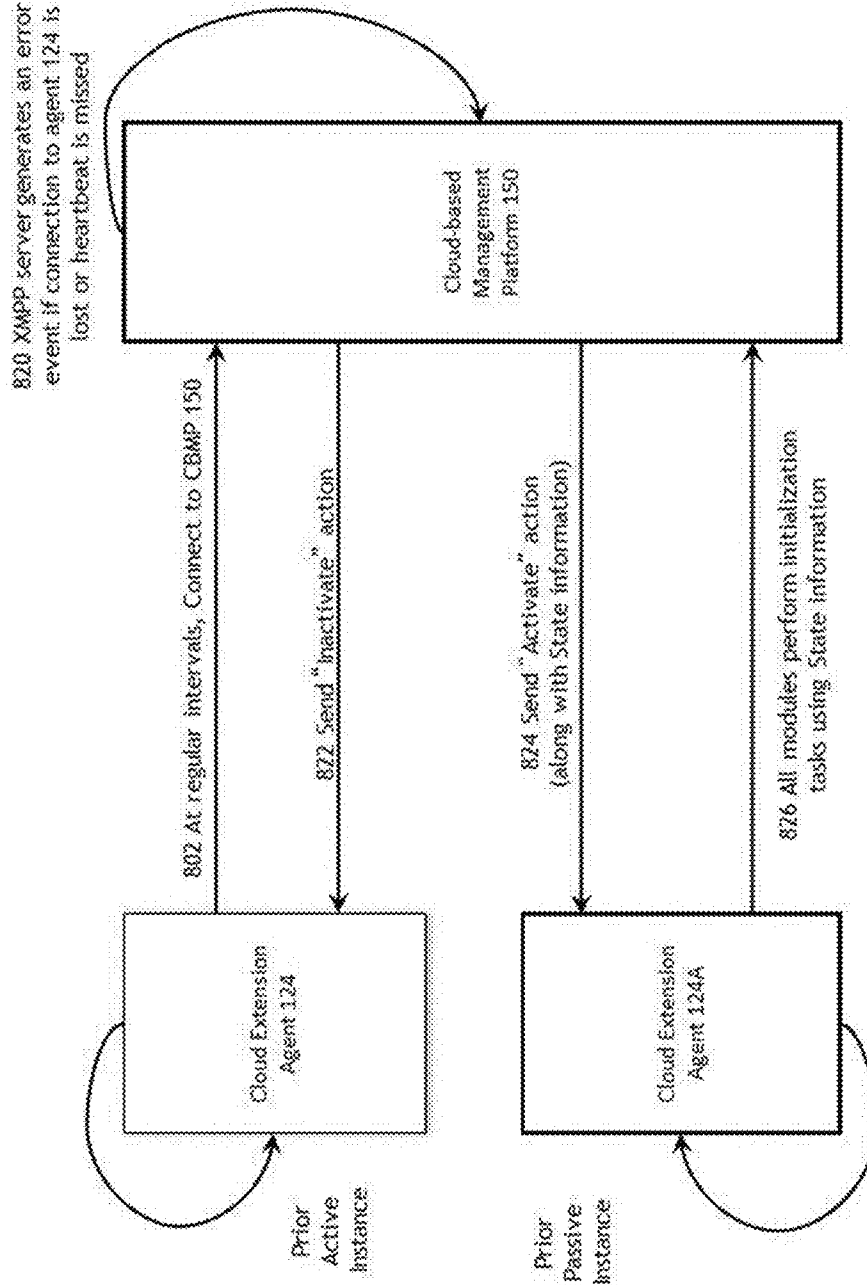 820 XMPP server generates an error
event if connection to agent 124 is
lost or heartbeat is missed
Cloud-based
Management
Platform 150
802 At regular intervals, Connect to CBMP 150
822 Send "Inactivate" action
824 Send "Activate" action
(along with State information)
826 All modules perform initialization
tasks using State information
Cloud Extension
Agent 124
Cloud Extension
Agent 124A
Prior
Active
Instance
Prior
Passive
Instance